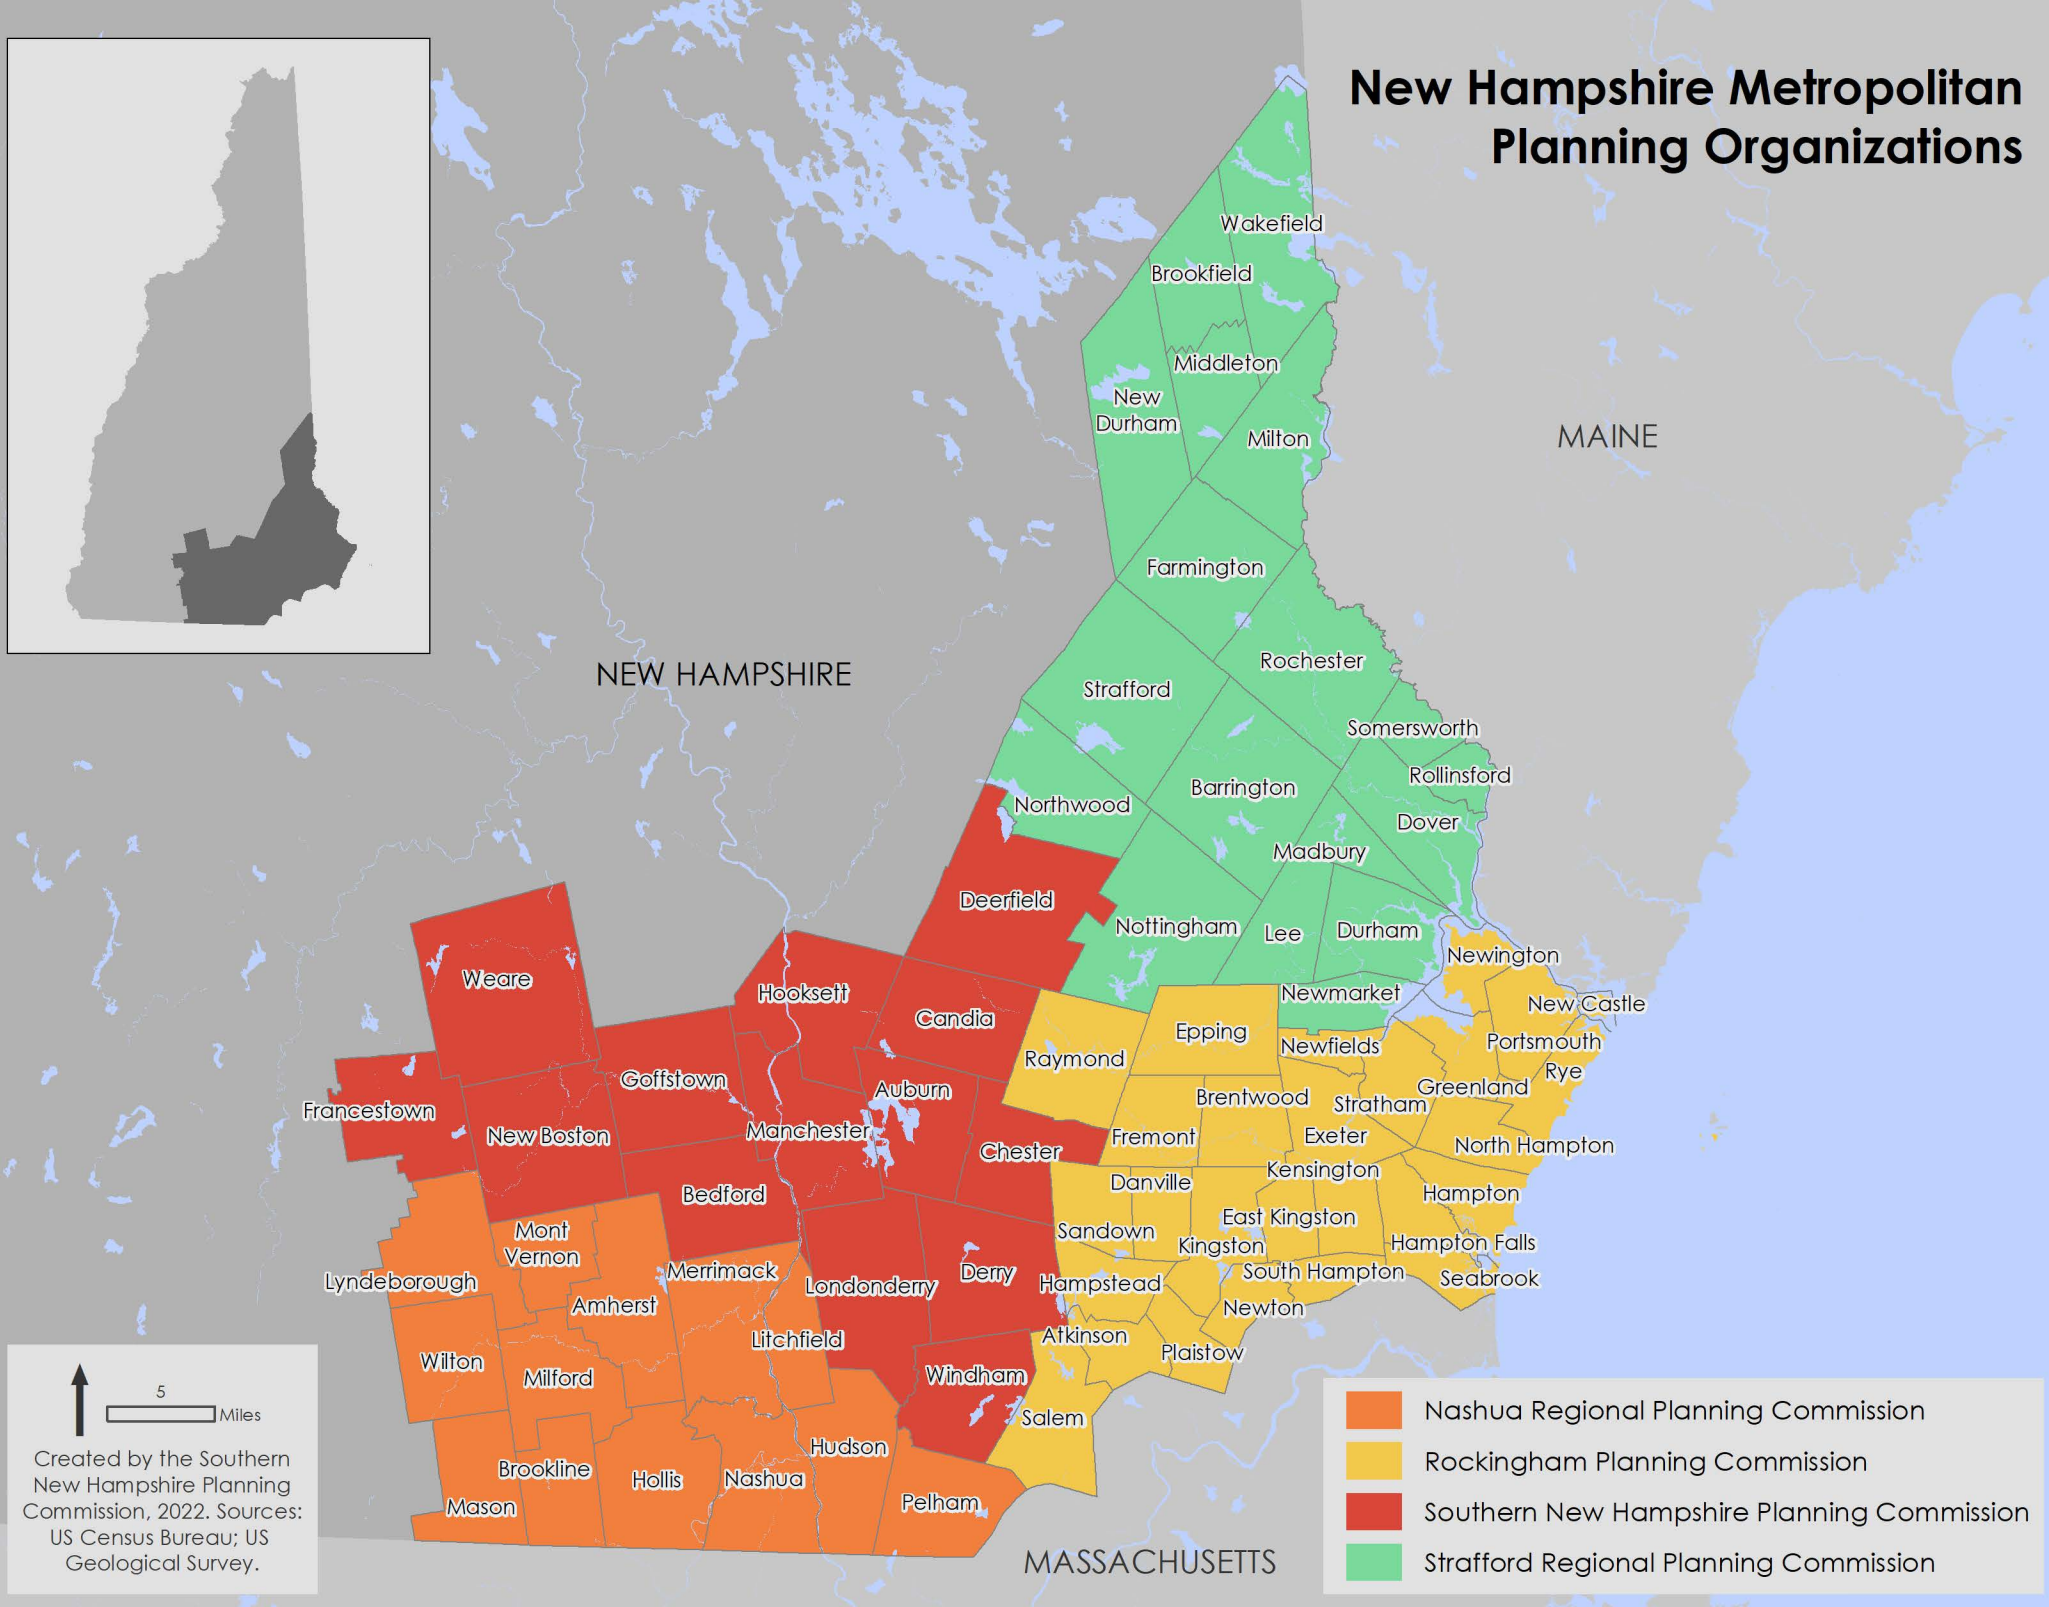 New Hampshire Metropolitan
Planning Organizations
Wakefield
Brookfield
Middleton
New
Durham
Milton
MAINE
Farmington
NEW HAMPSHIRE
Rochester
Strafford
Somersworth
Rollinsford
Barrington
Northwood
Dover
Madbury
Deerfield
Nottingham
Lee
Durham
Newington
Weare
Hooksett
Newmarket
New Castle
Candia
Epping
Newfields
Portsmouth
Raymond
Rye
Goffstown
Auburn
Greenland
Brentwood
Stratham
Francestown
New Boston
Manchester
Fremont
Exeter
North Hampton
Chester
Kensington
Danville
Bedford
Hampton
Mont
Vernon
Sandown
East Kingston
Kingston
Hampton Falls
Lyndeborough
Merrimack
Londonderry
Derry
Hampstead
South Hampton
Seabrook
Amherst
Newton
Litchfield
Atkinson
Plaistow
Wilton
Milford
Windham
Salem
Hudson
Brookline
Hollis
Nashua
Mason
Pelham
MASSACHUSETTS
5
Miles
Created by the Southern
New Hampshire Planning
Commission, 2022. Sources:
US Census Bureau; US
Geological Survey.
Nashua Regional Planning Commission
Rockingham Planning Commission
Southern New Hampshire Planning Commission
Strafford Regional Planning Commission